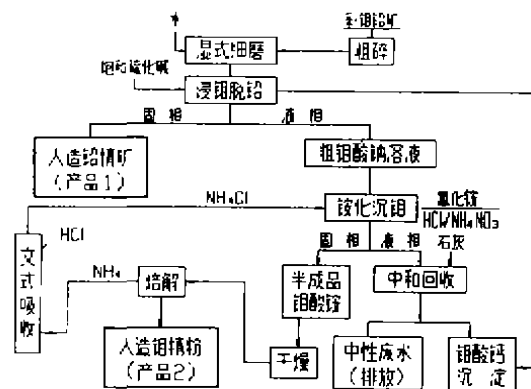 水
湿式细磨
粗碎
饱和硫化碱
浸钼脱铅
固相
液相
人造铅精矿
(产品1)
粗钼酸钠溶液
NH₄Cl
铵化沉钼
氯化铵
HCl/NH₄NO₃
固相
液相
石灰
HCl
文式吸收
NH₄
焙解
半成品
钼酸铵
中和回收
人造钼精粉
(产品2)
干燥
中性废水
(排放)
钼酸钙
沉淀